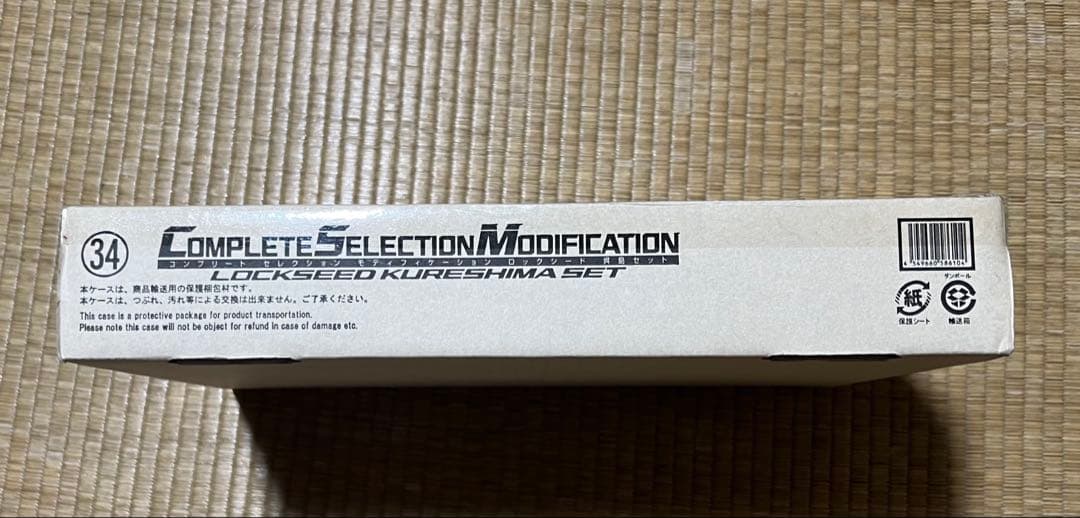 34
COMPLETE SELECTION MODIFICATION
コンプリート セレクション モディフィケーション ロックシード 呉島セット
LOCKSEED KURESHIMA SET
本ケースは、商品輸送用の保護梱包材です。
本ケースは、つぶれ、汚れ等による交換は出来ません。ご了承ください。
This case is a protective package for product transportation.
Please note this case will not be object for refund in case of damage etc.
4 549660 386104
サンボール
紙
保護シート
輸送箱